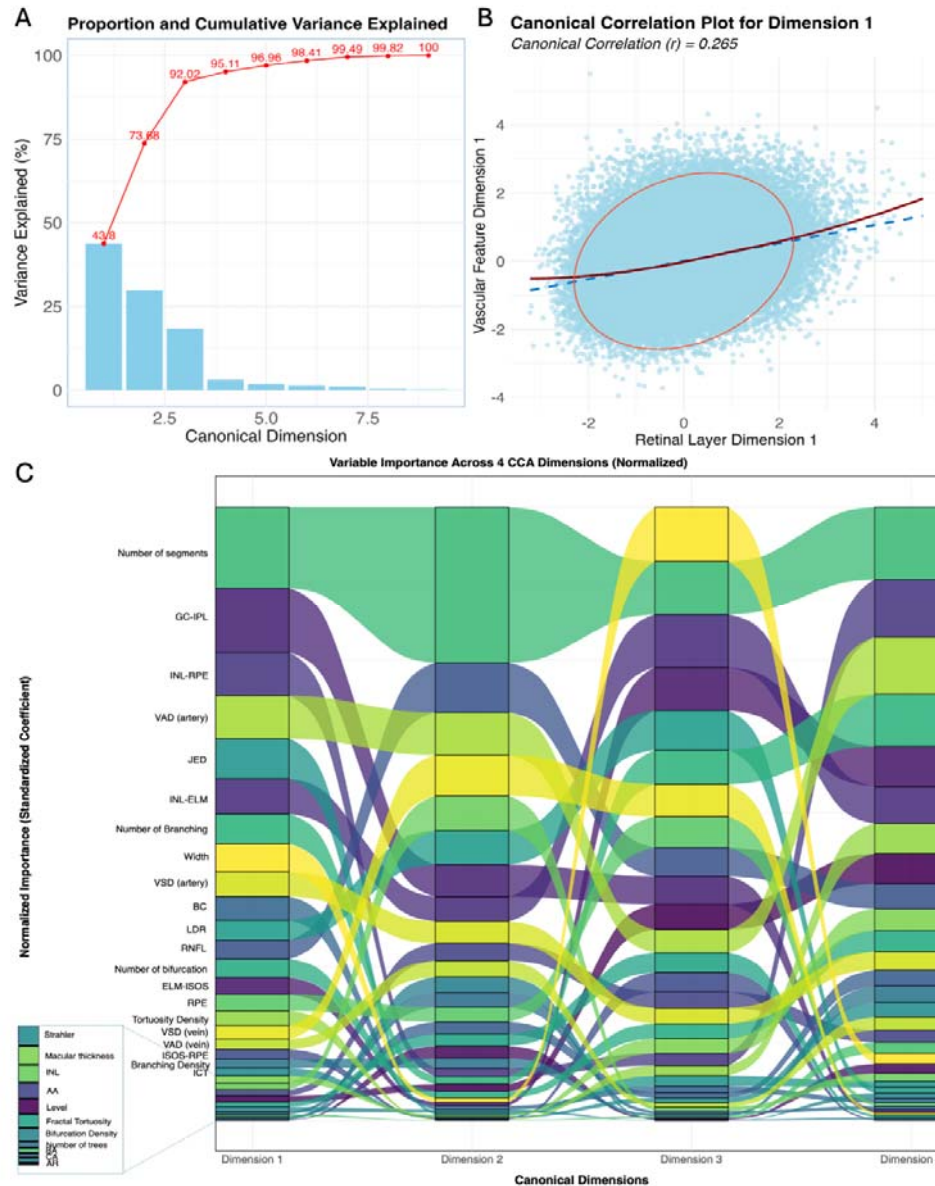 A
Proportion and Cumulative Variance Explained
Variance Explained (%)
100
75
50
25
0
43.8
73.68
92.02
95.11
96.96
98.41
99.49
99.82
100
2.5
5.0
7.5
Canonical Dimension
B
Canonical Correlation Plot for Dimension 1
Canonical Correlation (r) = 0.265
Vascular Feature Dimension 1
4
2
0
-2
-4
-2
0
2
4
Retinal Layer Dimension 1
C
Variable Importance Across 4 CCA Dimensions (Normalized)
Normalized Importance (Standardized Coefficient)
Number of segments
GC-IPL
INL-RPE
VAD (artery)
JED
INL-ELM
Number of Branching
Width
VSD (artery)
BC
LDR
RNFL
Number of bifurcation
ELM-ISOS
RPE
Tortuosity Density
VSD (vein)
VAD (vein)
ISOS-RPE
Branching Density
ICT
Strahler
Macular thickness
INL
AA
Level
Fractal Tortuosity
Bifurcation Density
Number of trees
AH
Dimension 1
Dimension 2
Dimension 3
Dimension
Canonical Dimensions